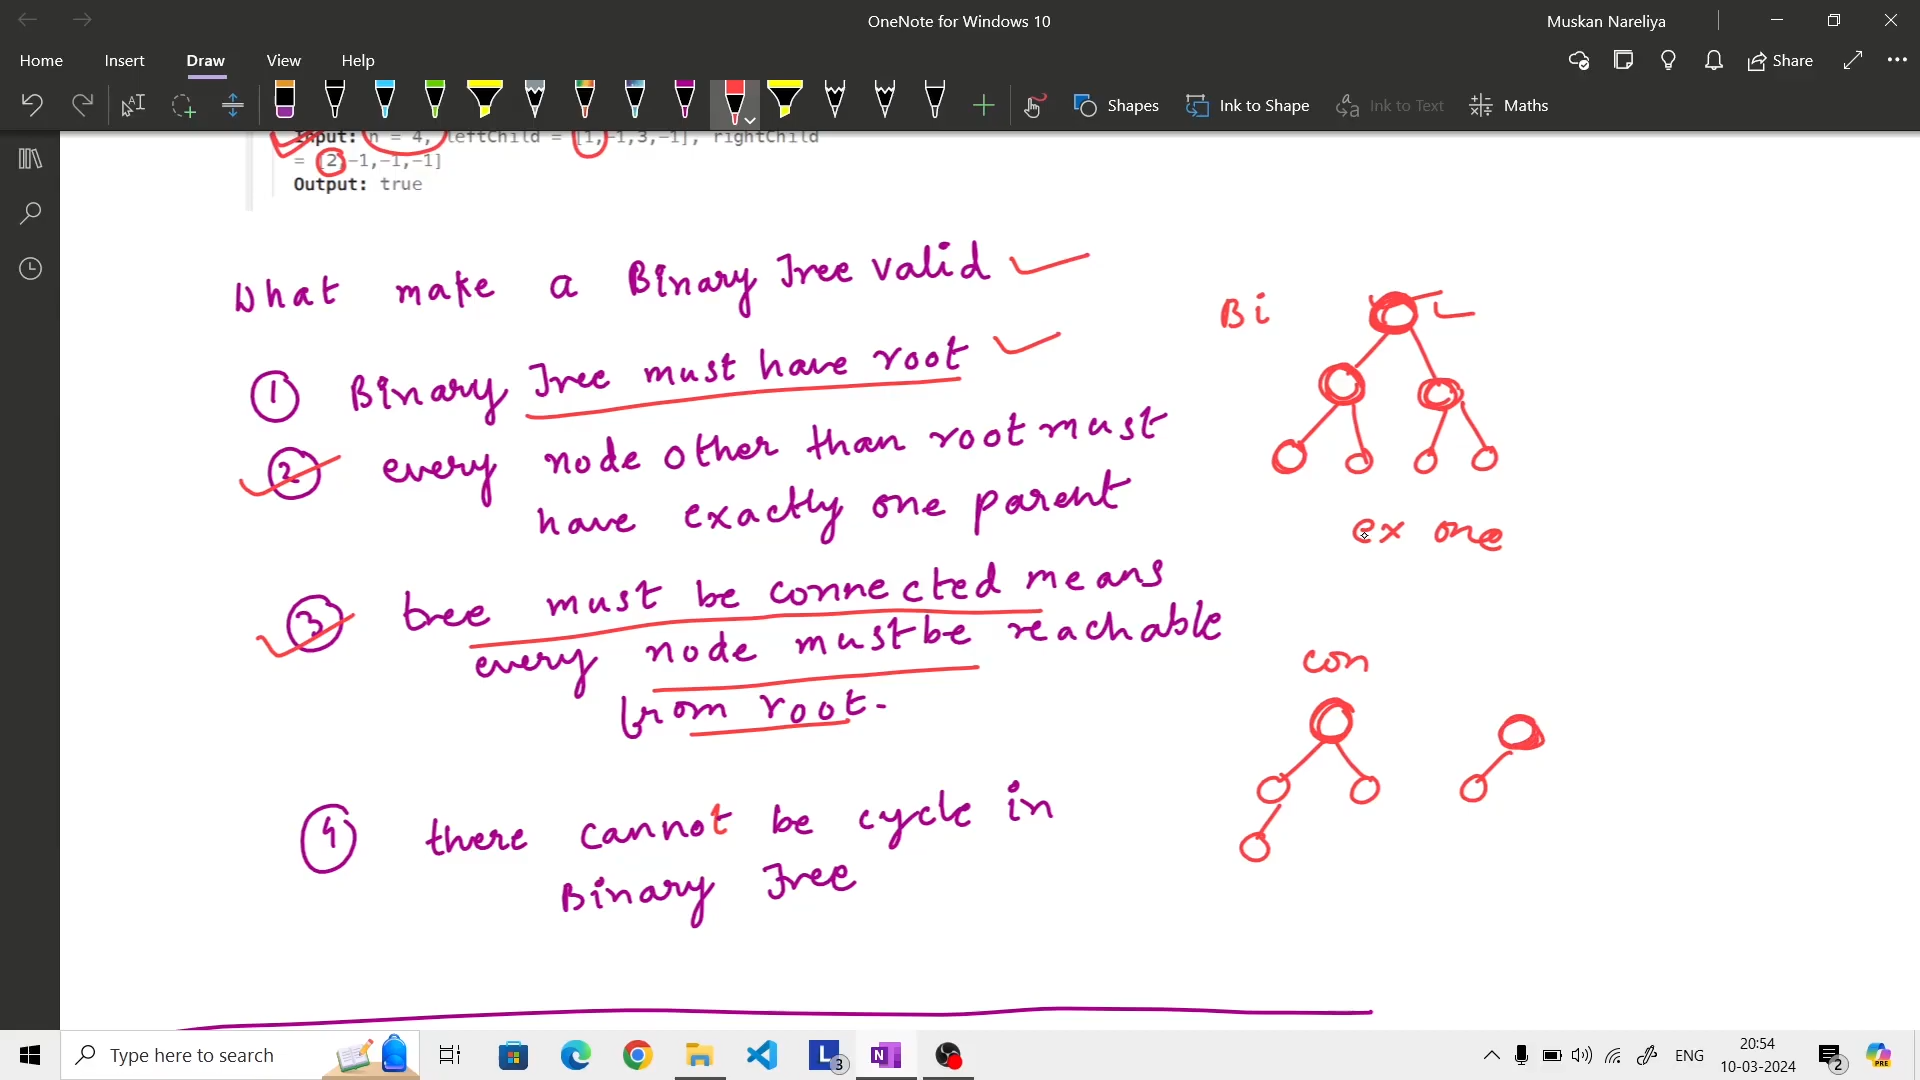 OneNote for Windows 10
Muskan Nareliya
Home Insert Draw View Help
Share
Shapes Ink to Shape Ink to Text Maths
Input: n = 4, leftChild = [1,-1,3,-1], rightChild
= [2,-1,-1,-1]
Output: true
What make a Binary Tree valid
Bi
① Binary Tree must have root
② every node other than root must
have exactly one parent
ex one
③ tree must be connected means
every node must be reachable
from root.
con
④ there cannot be cycle in
Binary Tree
Type here to search
L 3
N
ENG
20:54
10-03-2024
2
PRE